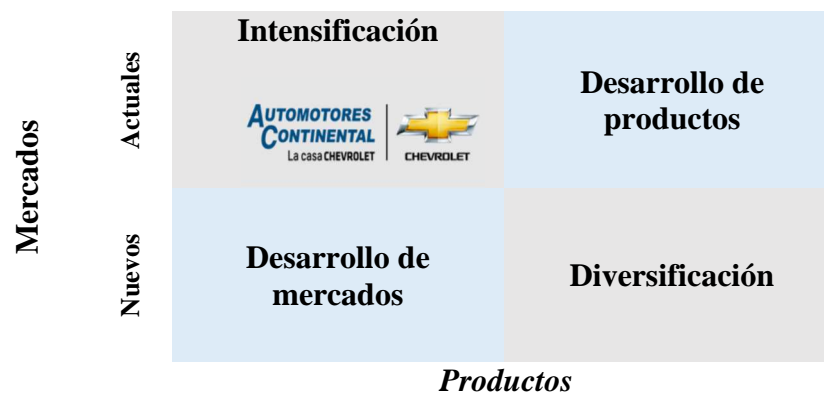 Mercados
Actuales
Nuevos
Intensificación
AUTOMOTORES
CONTINENTAL
La casa CHEVROLET
CHEVROLET
Desarrollo de
productos
Desarrollo de
mercados
Diversificación
Productos